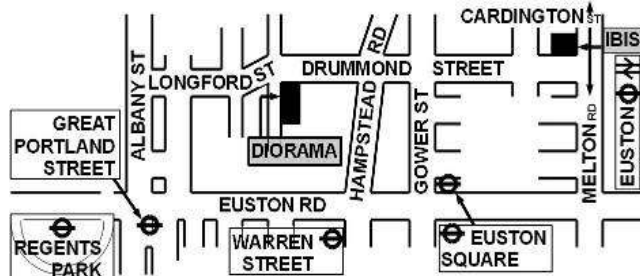 CARDINGTON ST
IBIS
LONGFORD ST
DRUMMOND STREET
ALBANY ST
HAMPSTEAD RD
GOWER ST
MELTON RD
EUSTON
GREAT
PORTLAND
STREET
DIORAMA
EUSTON RD
REGENTS
PARK
WARREN
STREET
EUSTON
SQUARE